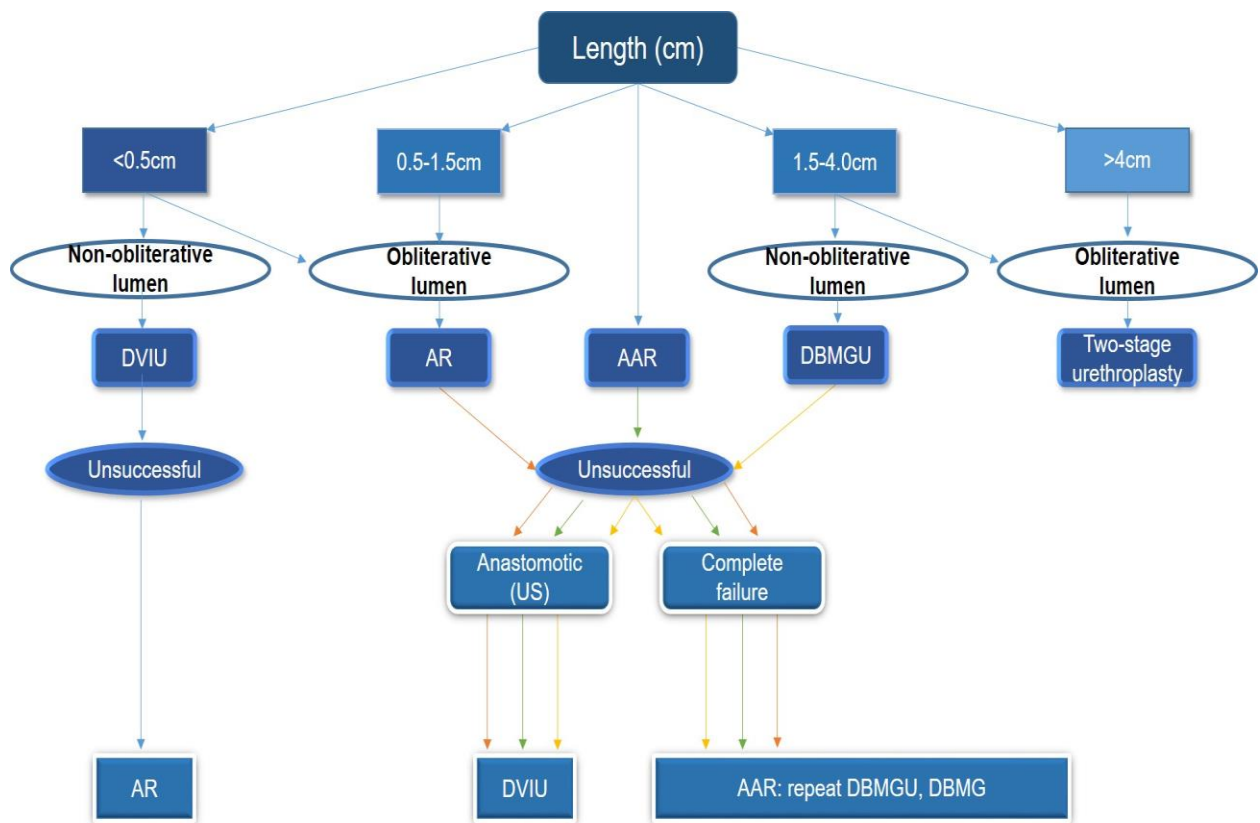 Length (cm)
<0.5cm
0.5-1.5cm
1.5-4.0cm
>4cm
Non-obliterative
lumen
Obliterative
lumen
Non-obliterative
lumen
Obliterative
lumen
DVIU
AR
AAR
DBMGU
Two-stage
urethroplasty
Unsuccessful
Unsuccessful
Anastomotic
(US)
Complete
failure
AR
DVIU
AAR: repeat DBMGU, DBMG